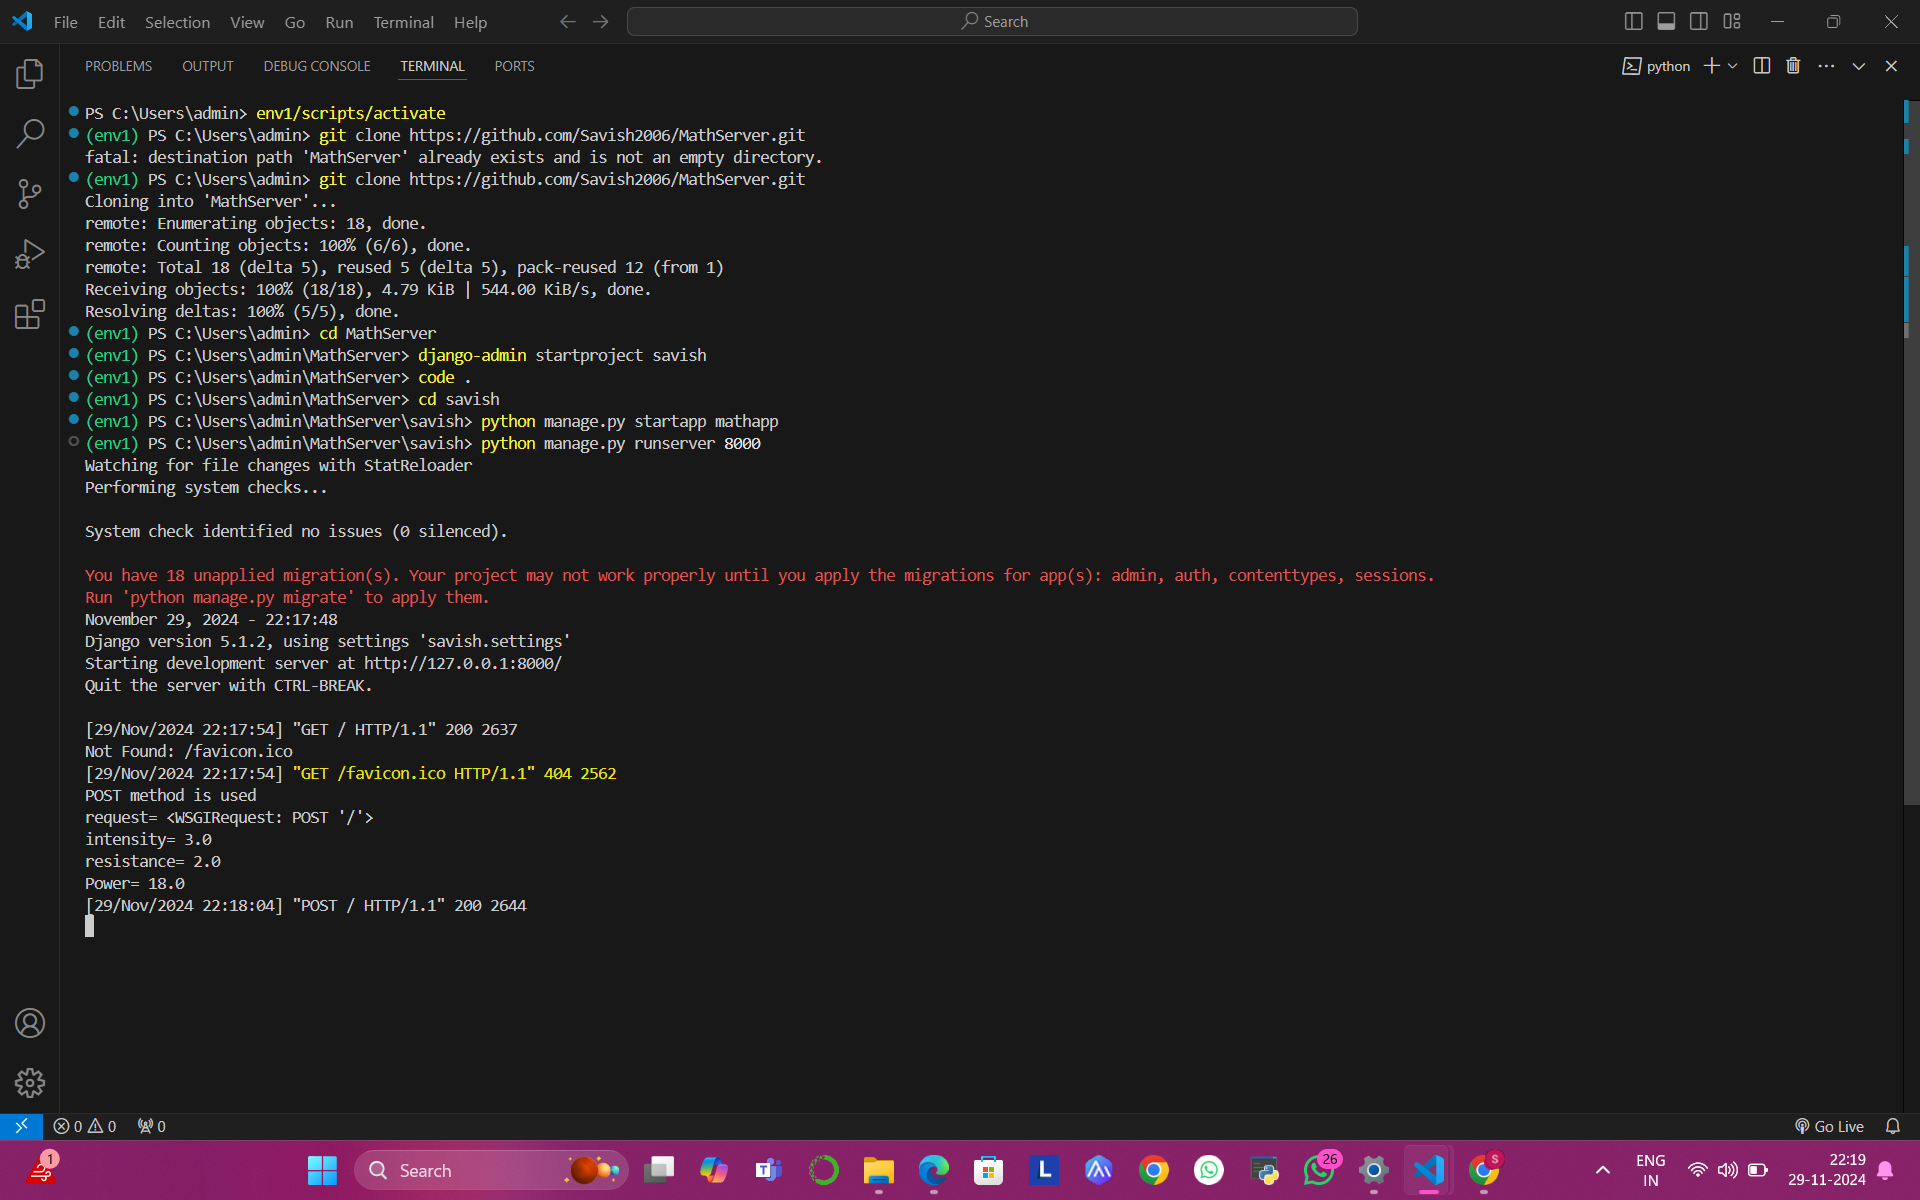 File Edit Selection View Go Run Terminal Help Search
PROBLEMS OUTPUT DEBUG CONSOLE TERMINAL PORTS python
PS C:\Users\admin> env1/scripts/activate
(env1) PS C:\Users\admin> git clone https://github.com/Savish2006/MathServer.git
fatal: destination path 'MathServer' already exists and is not an empty directory.
(env1) PS C:\Users\admin> git clone https://github.com/Savish2006/MathServer.git
Cloning into 'MathServer'...
remote: Enumerating objects: 18, done.
remote: Counting objects: 100% (6/6), done.
remote: Total 18 (delta 5), reused 5 (delta 5), pack-reused 12 (from 1)
Receiving objects: 100% (18/18), 4.79 KiB | 544.00 KiB/s, done.
Resolving deltas: 100% (5/5), done.
(env1) PS C:\Users\admin> cd MathServer
(env1) PS C:\Users\admin\MathServer> django-admin startproject savish
(env1) PS C:\Users\admin\MathServer> code .
(env1) PS C:\Users\admin\MathServer> cd savish
(env1) PS C:\Users\admin\MathServer\savish> python manage.py startapp mathapp
(env1) PS C:\Users\admin\MathServer\savish> python manage.py runserver 8000
Watching for file changes with StatReloader
Performing system checks...
System check identified no issues (0 silenced).
You have 18 unapplied migration(s). Your project may not work properly until you apply the migrations for app(s): admin, auth, contenttypes, sessions.
Run 'python manage.py migrate' to apply them.
November 29, 2024 - 22:17:48
Django version 5.1.2, using settings 'savish.settings'
Starting development server at http://127.0.0.1:8000/
Quit the server with CTRL-BREAK.
[29/Nov/2024 22:17:54] "GET / HTTP/1.1" 200 2637
Not Found: /favicon.ico
[29/Nov/2024 22:17:54] "GET /favicon.ico HTTP/1.1" 404 2562
POST method is used
request= <WSGIRequest: POST '/'>
intensity= 3.0
resistance= 2.0
Power= 18.0
[29/Nov/2024 22:18:04] "POST / HTTP/1.1" 200 2644
0 0 0 Go Live
1 Search L 26 S ENG 22:19
IN 29-11-2024